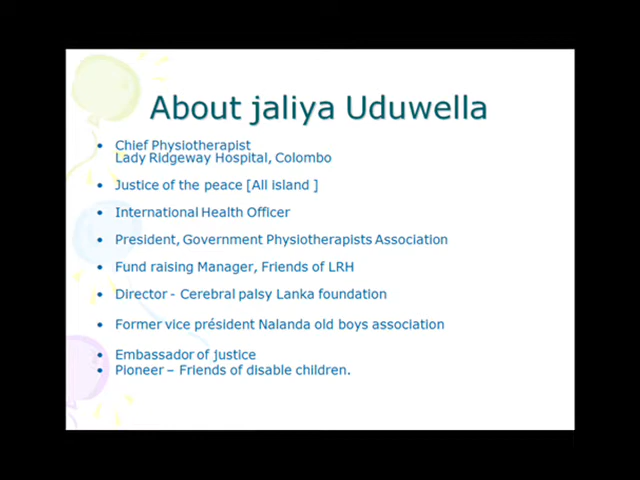 About jaliya Uduwella
• Chief Physiotherapist
Lady Ridgeway Hospital, Colombo
• Justice of the peace [All island ]
• International Health Officer
• President, Government Physiotherapists Association
• Fund raising Manager, Friends of LRH
• Director - Cerebral palsy Lanka foundation
• Former vice président Nalanda old boys association
• Embassador of justice
• Pioneer – Friends of disable children.